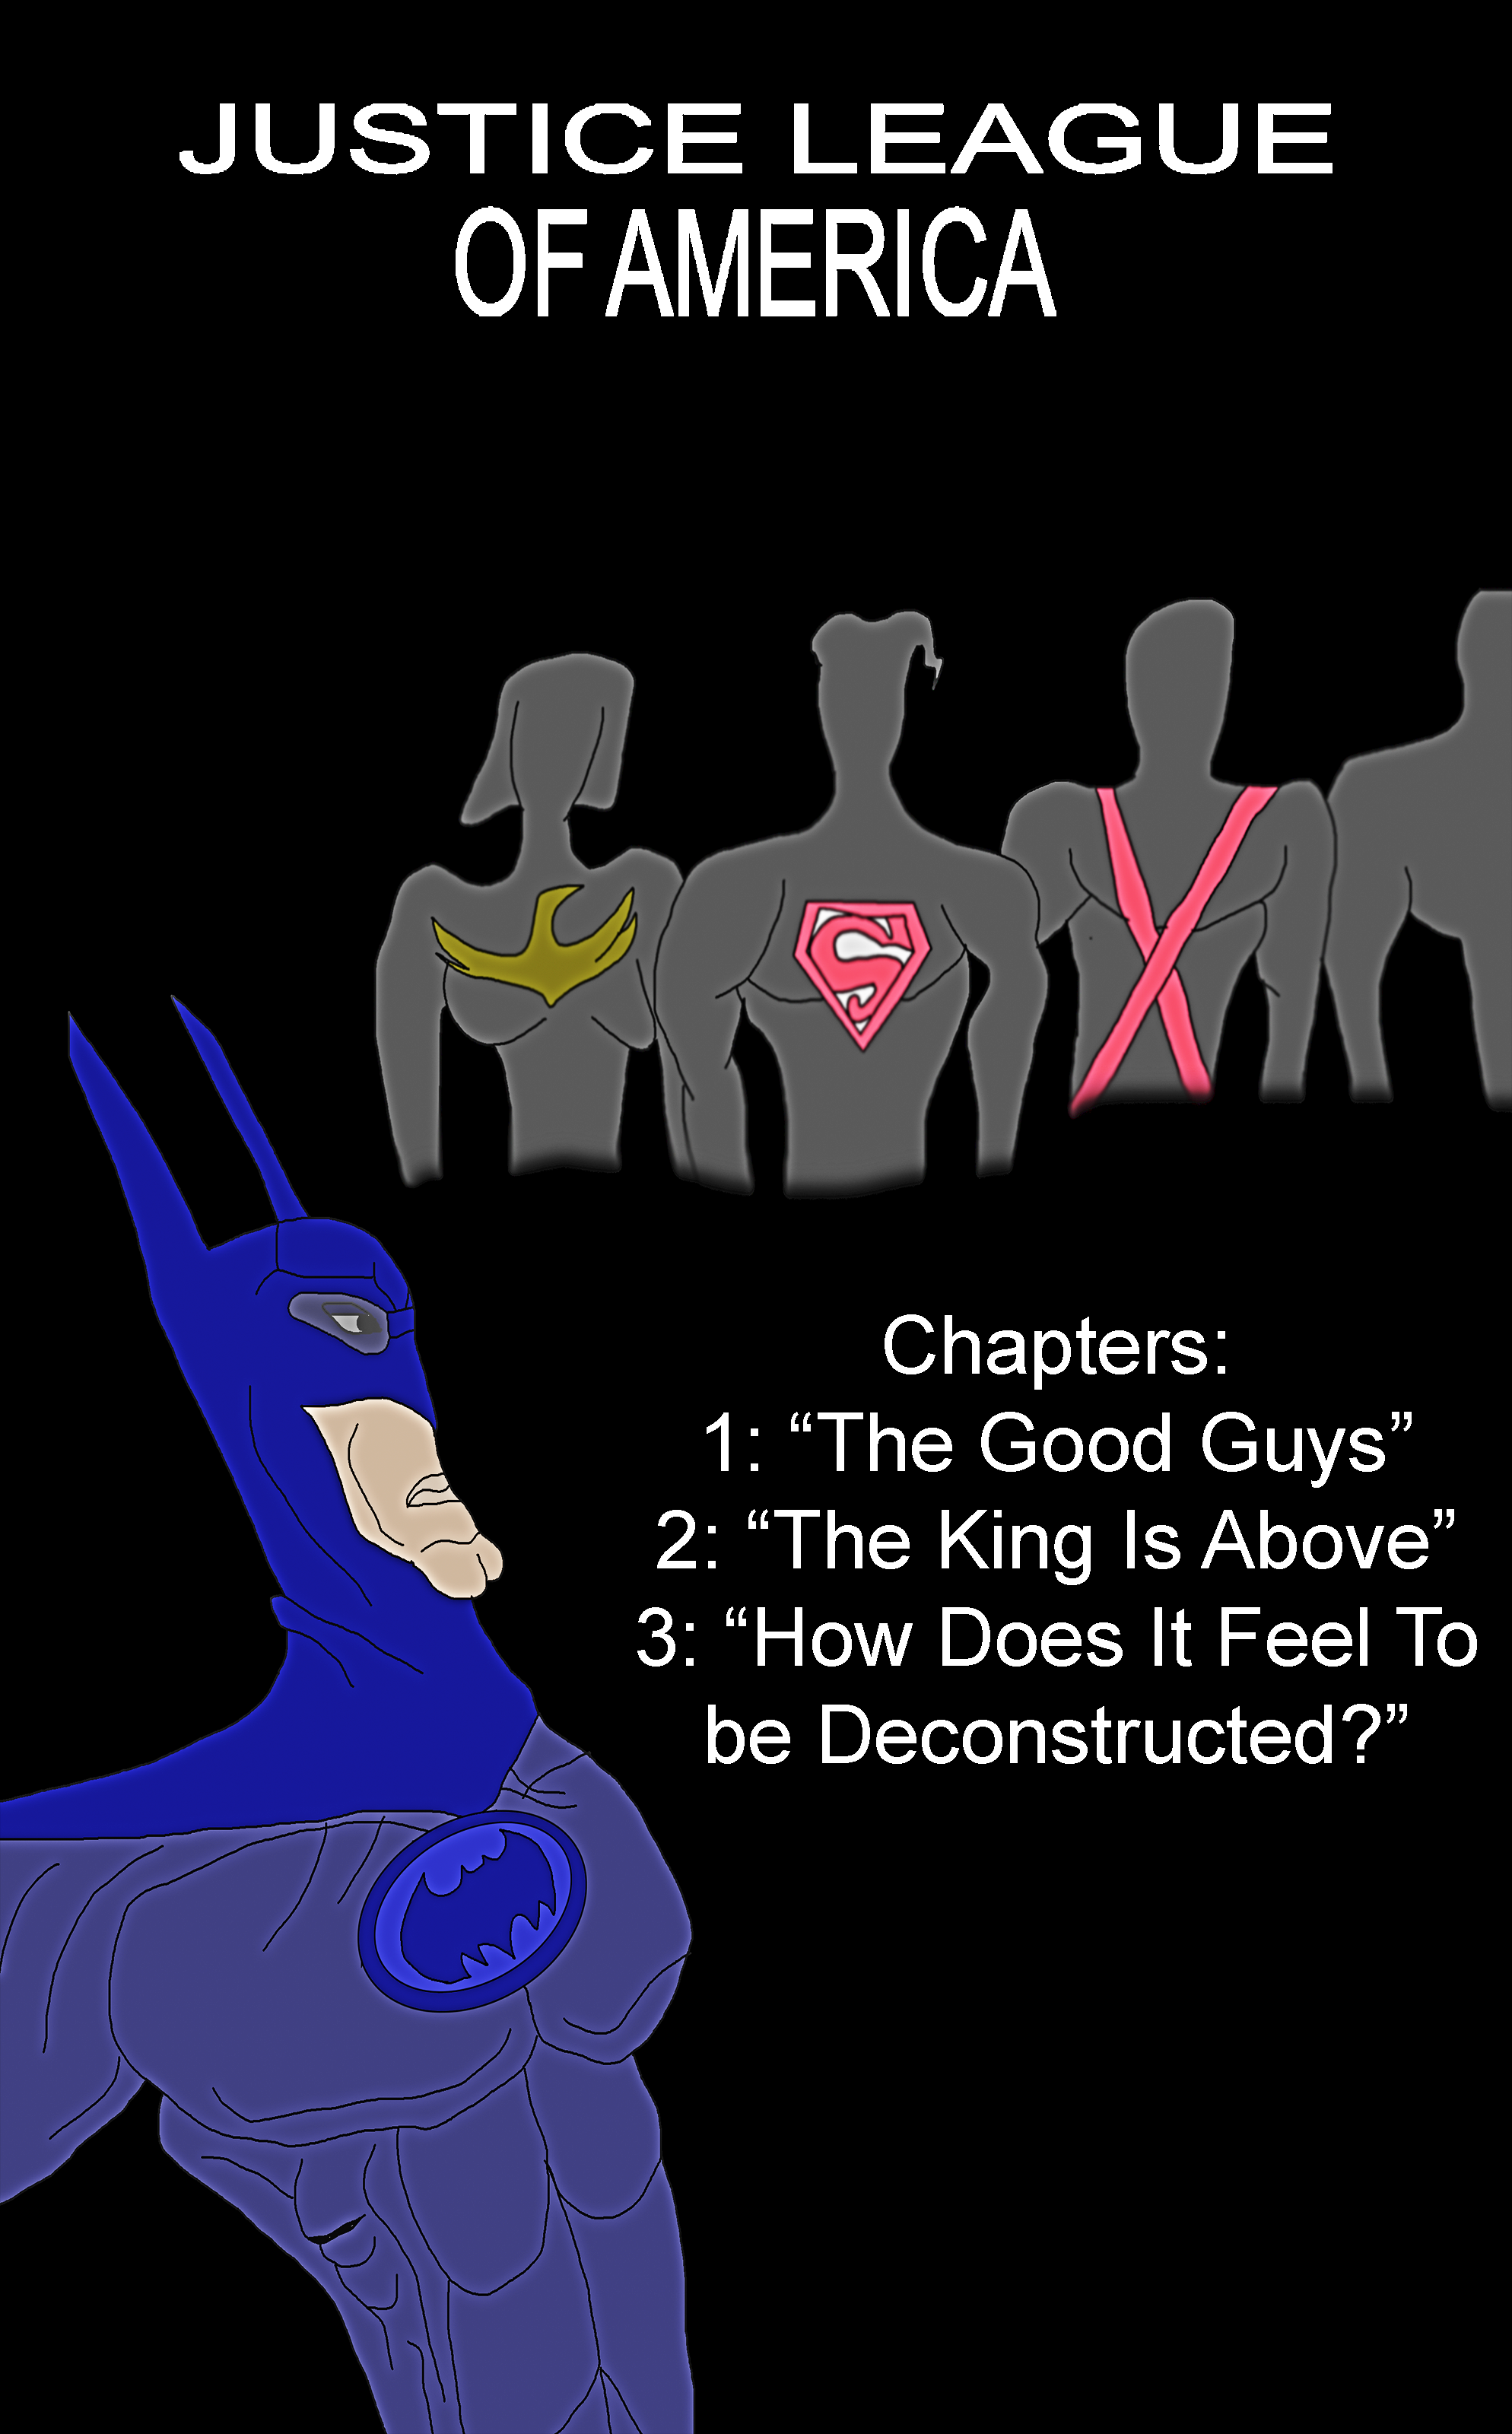 JUSTICE LEAGUE
OF AMERICA
S
Chapters:
1: “The Good Guys”
2: “The King Is Above”
3: “How Does It Feel To
be Deconstructed?”